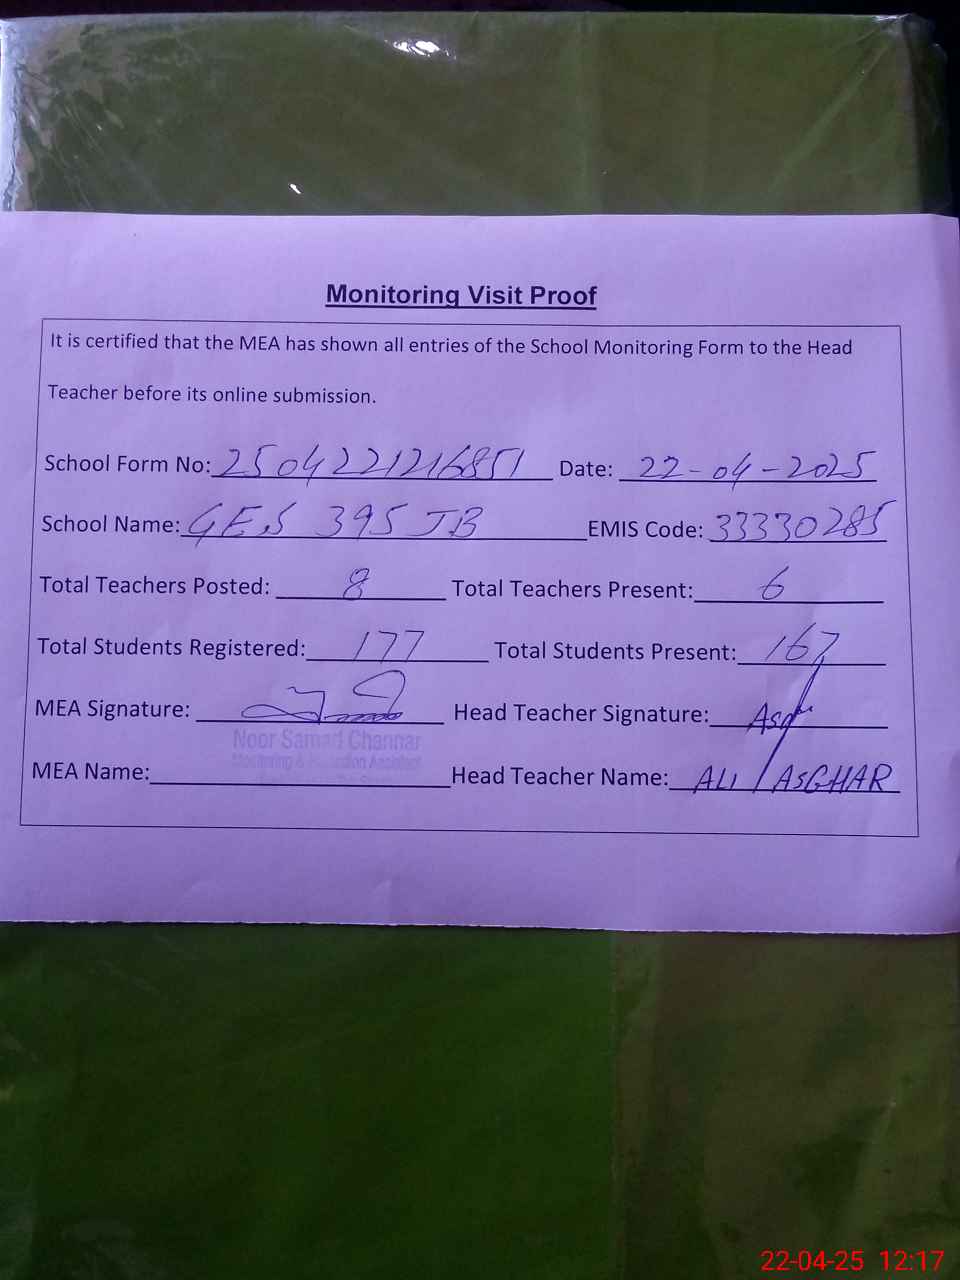 Monitoring Visit Proof
It is certified that the MEA has shown all entries of the School Monitoring Form to the Head
Teacher before its online submission.
School Form No: 2504221216851 Date: 22-04-2025
School Name: GES 395 JB EMIS Code: 33330285
Total Teachers Posted: 8 Total Teachers Present: 6
Total Students Registered: 177 Total Students Present: 167
MEA Signature: Head Teacher Signature: Asghar
Noor Samad Channar
Monitoring & Assistant
MEA Name: Head Teacher Name: ALI ASGHAR
22-04-25 12:17